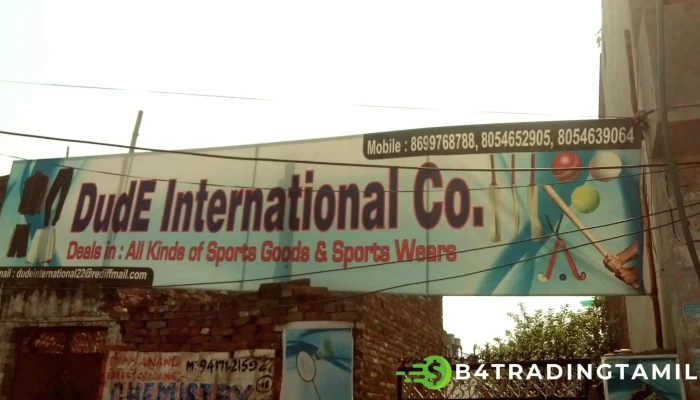 Mobile : 8699768788, 8054652905, 8054639064
DudE International Co.
Deals in : All Kinds of Sports Goods & Sports Wears
mail : dudeinternational22@rediffmail.com
ANAND M: 94171-21592
CHEMISTRY
B4TRADINGTAMIL